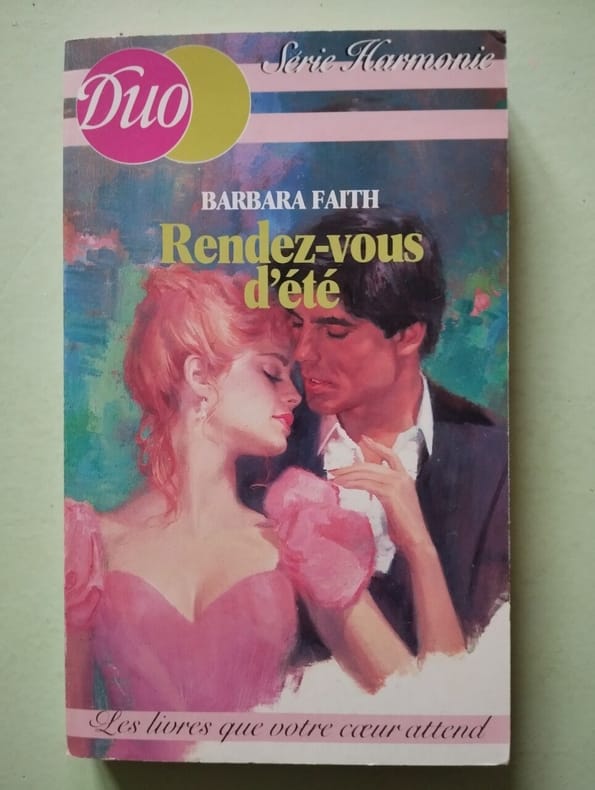 Série Harmonie
Duo
BARBARA FAITH
Rendez-vous
d'été
Les livres que votre cœur attend